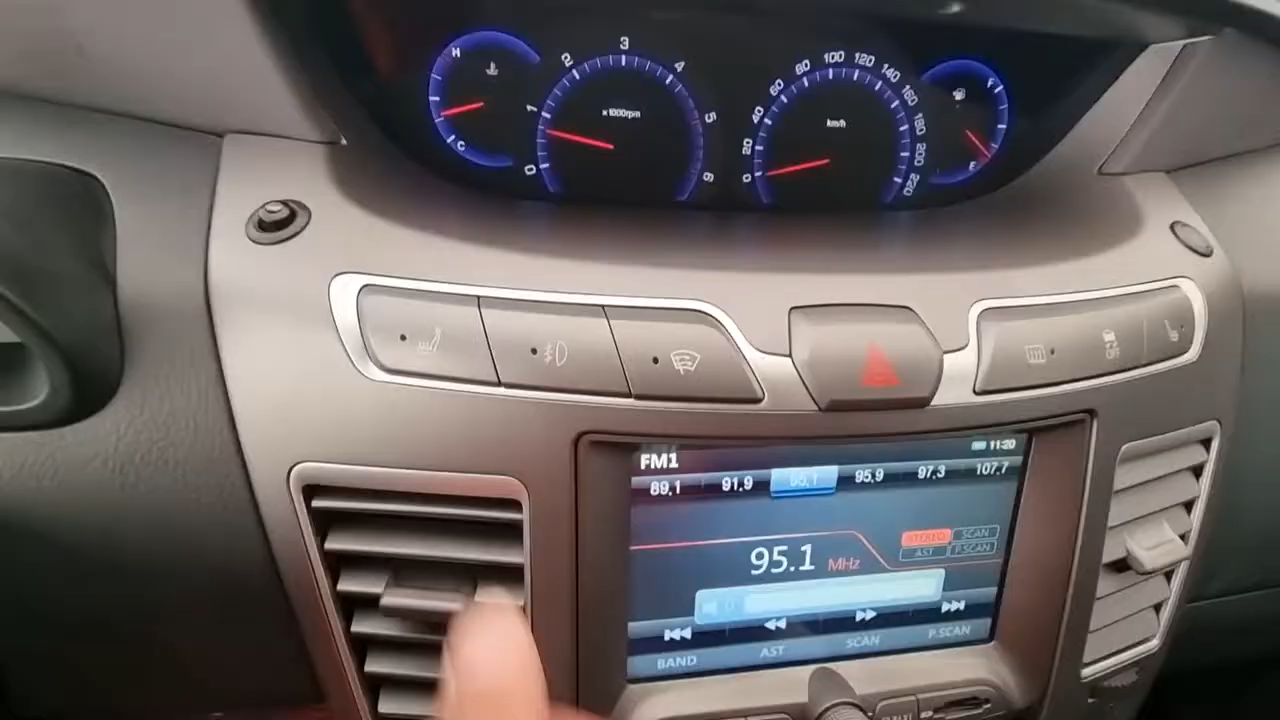 H
C
0
1
2
3
4
5
6
x1000rpm
0
20
40
60
80
100
120
140
160
180
200
220
km/h
F
E
OFF
FM1
11:20
89,1 91,9 95,1 95,9 97,3 107,7
STEREO SCAN
AST P.SCAN
95.1 MHz
0
BAND AST SCAN P.SCAN